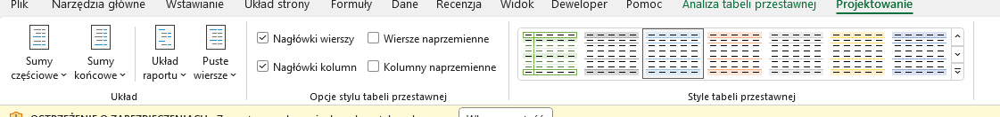 Plik Narzędzia główne Wstawianie Układ strony Formuły Dane Recenzja Widok Deweloper Pomoc Analiza tabeli przestawnej Projektowanie
Sumy częściowe
Sumy końcowe
Układ raportu
Puste wiersze
Układ
Nagłówki wierszy
Wiersze naprzemienne
Nagłówki kolumn
Kolumny naprzemienne
Opcje stylu tabeli przestawnej
Style tabeli przestawnej
OSTRZEŻENIE O ZABEZPIECZENIACH